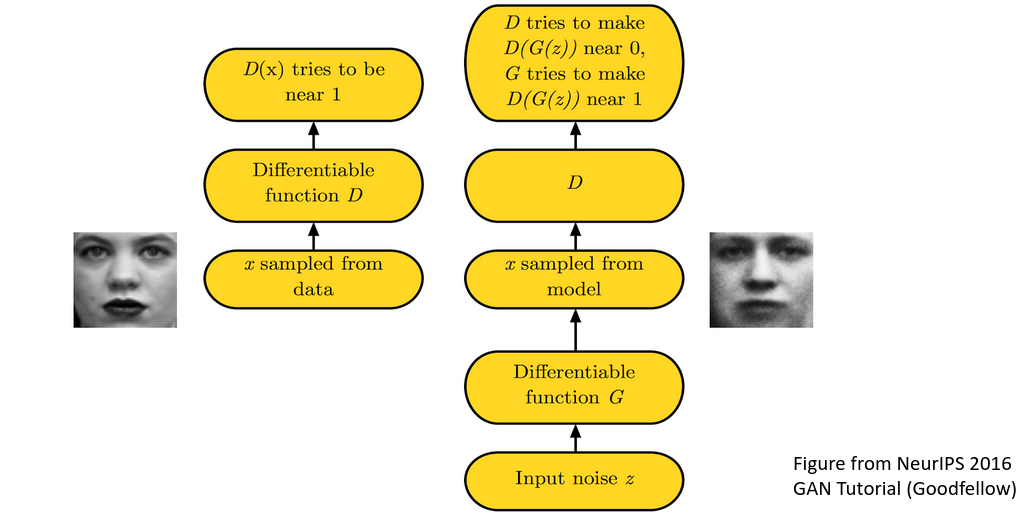 D(x) tries to be
near 1
Differentiable
function D
x sampled from
data
D tries to make
D(G(z)) near 0,
G tries to make
D(G(z)) near 1
D
x sampled from
model
Differentiable
function G
Input noise z
Figure from NeurIPS 2016
GAN Tutorial (Goodfellow)